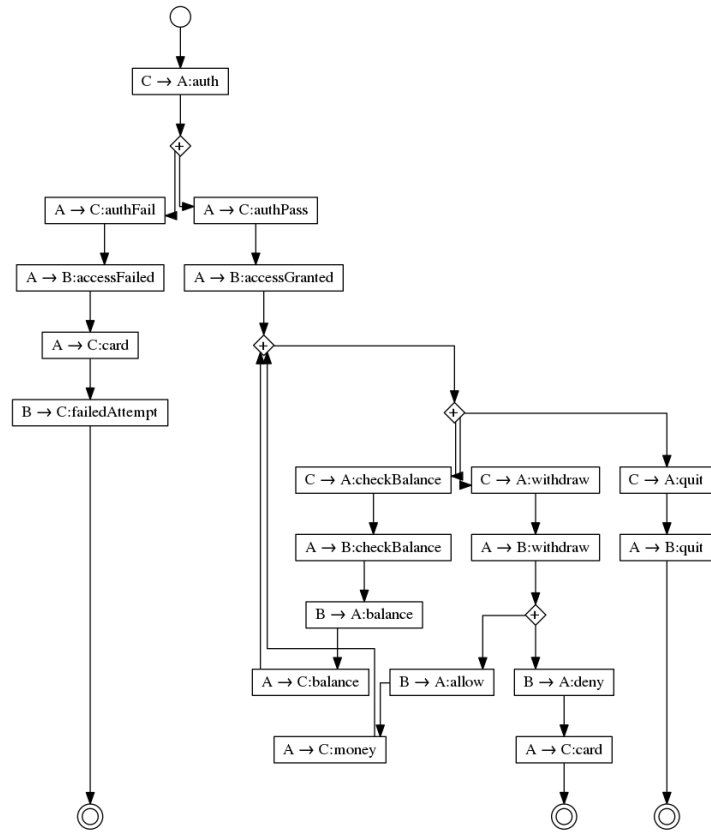 C → A:auth
+
A → C:authFail
A → C:authPass
A → B:accessFailed
A → B:accessGranted
A → C:card
+
B → C:failedAttempt
+
C → A:checkBalance
C → A:withdraw
C → A:quit
A → B:checkBalance
A → B:withdraw
A → B:quit
B → A:balance
+
A → C:balance
B → A:allow
B → A:deny
A → C:money
A → C:card